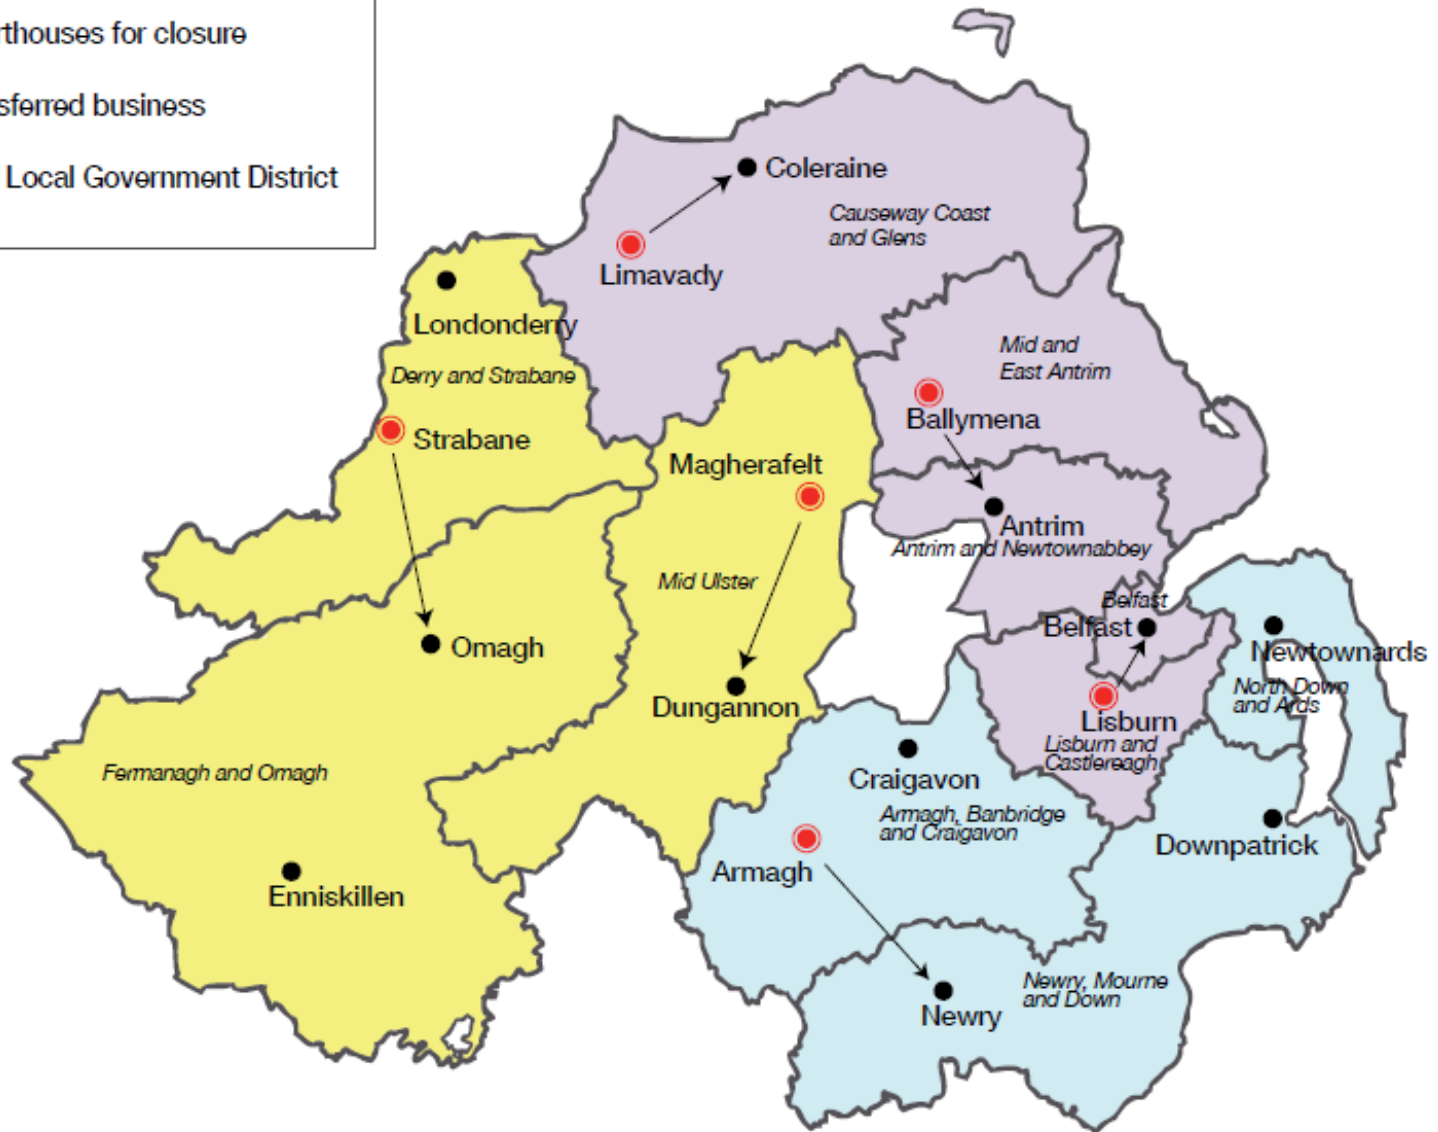 rthouses for closure
sferred business
Local Government District
Coleraine
Causeway Coast
and Glens
Limavady
Londonderry
Derry and Strabane
Strabane
Mid and
East Antrim
Ballymena
Magherafelt
Antrim
Antrim and Newtownabbey
Mid Ulster
Belfast
Belfast
Omagh
Newtownards
North Down
and Ards
Dungannon
Lisburn
Lisburn and
Castlereagh
Fermanagh and Omagh
Craigavon
Armagh, Banbridge
and Craigavon
Downpatrick
Armagh
Enniskillen
Newry, Mourne
and Down
Newry